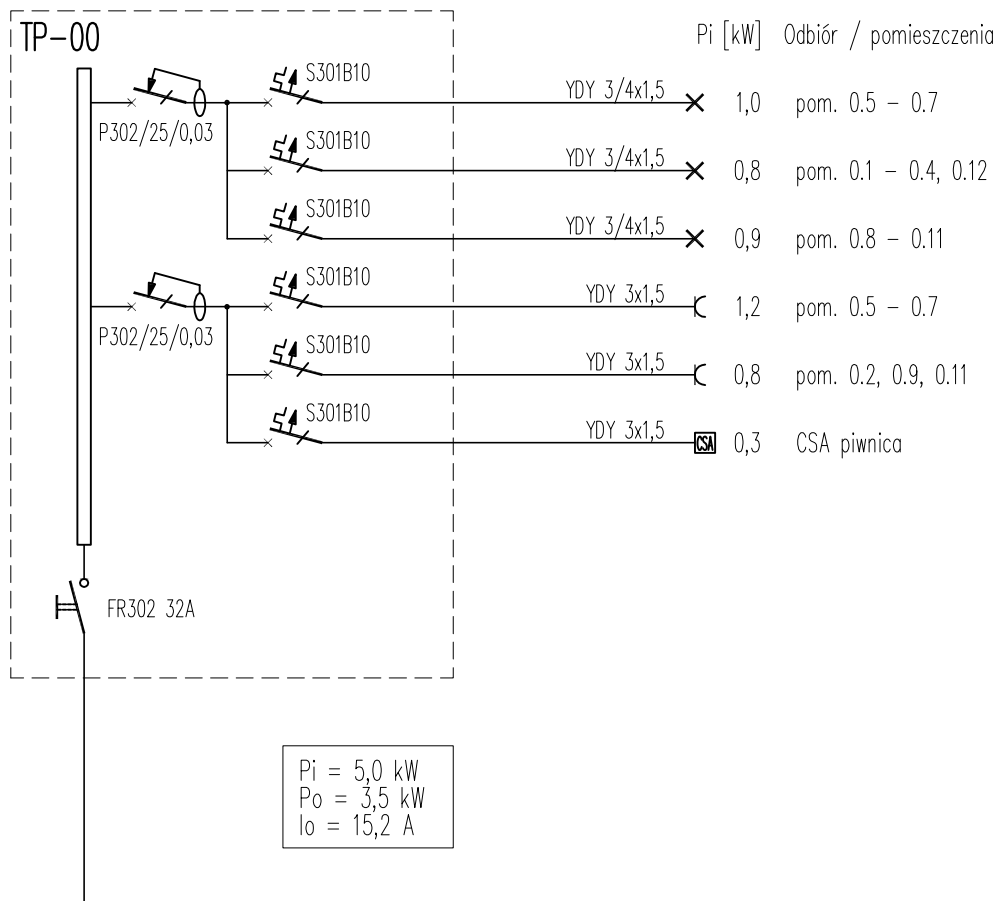 TP-00
Pi [kW] Odbiór / pomieszczenia
S301B10
YDY 3/4x1,5
1,0 pom. 0.5 - 0.7
P302/25/0,03
S301B10
YDY 3/4x1,5
0,8 pom. 0.1 - 0.4, 0.12
S301B10
YDY 3/4x1,5
0,9 pom. 0.8 - 0.11
S301B10
YDY 3x1,5
1,2 pom. 0.5 - 0.7
P302/25/0,03
S301B10
YDY 3x1,5
0,8 pom. 0.2, 0.9, 0.11
S301B10
YDY 3x1,5
CSA 0,3 CSA piwnica
FR302 32A
Pi = 5,0 kW
Po = 3,5 kW
Io = 15,2 A